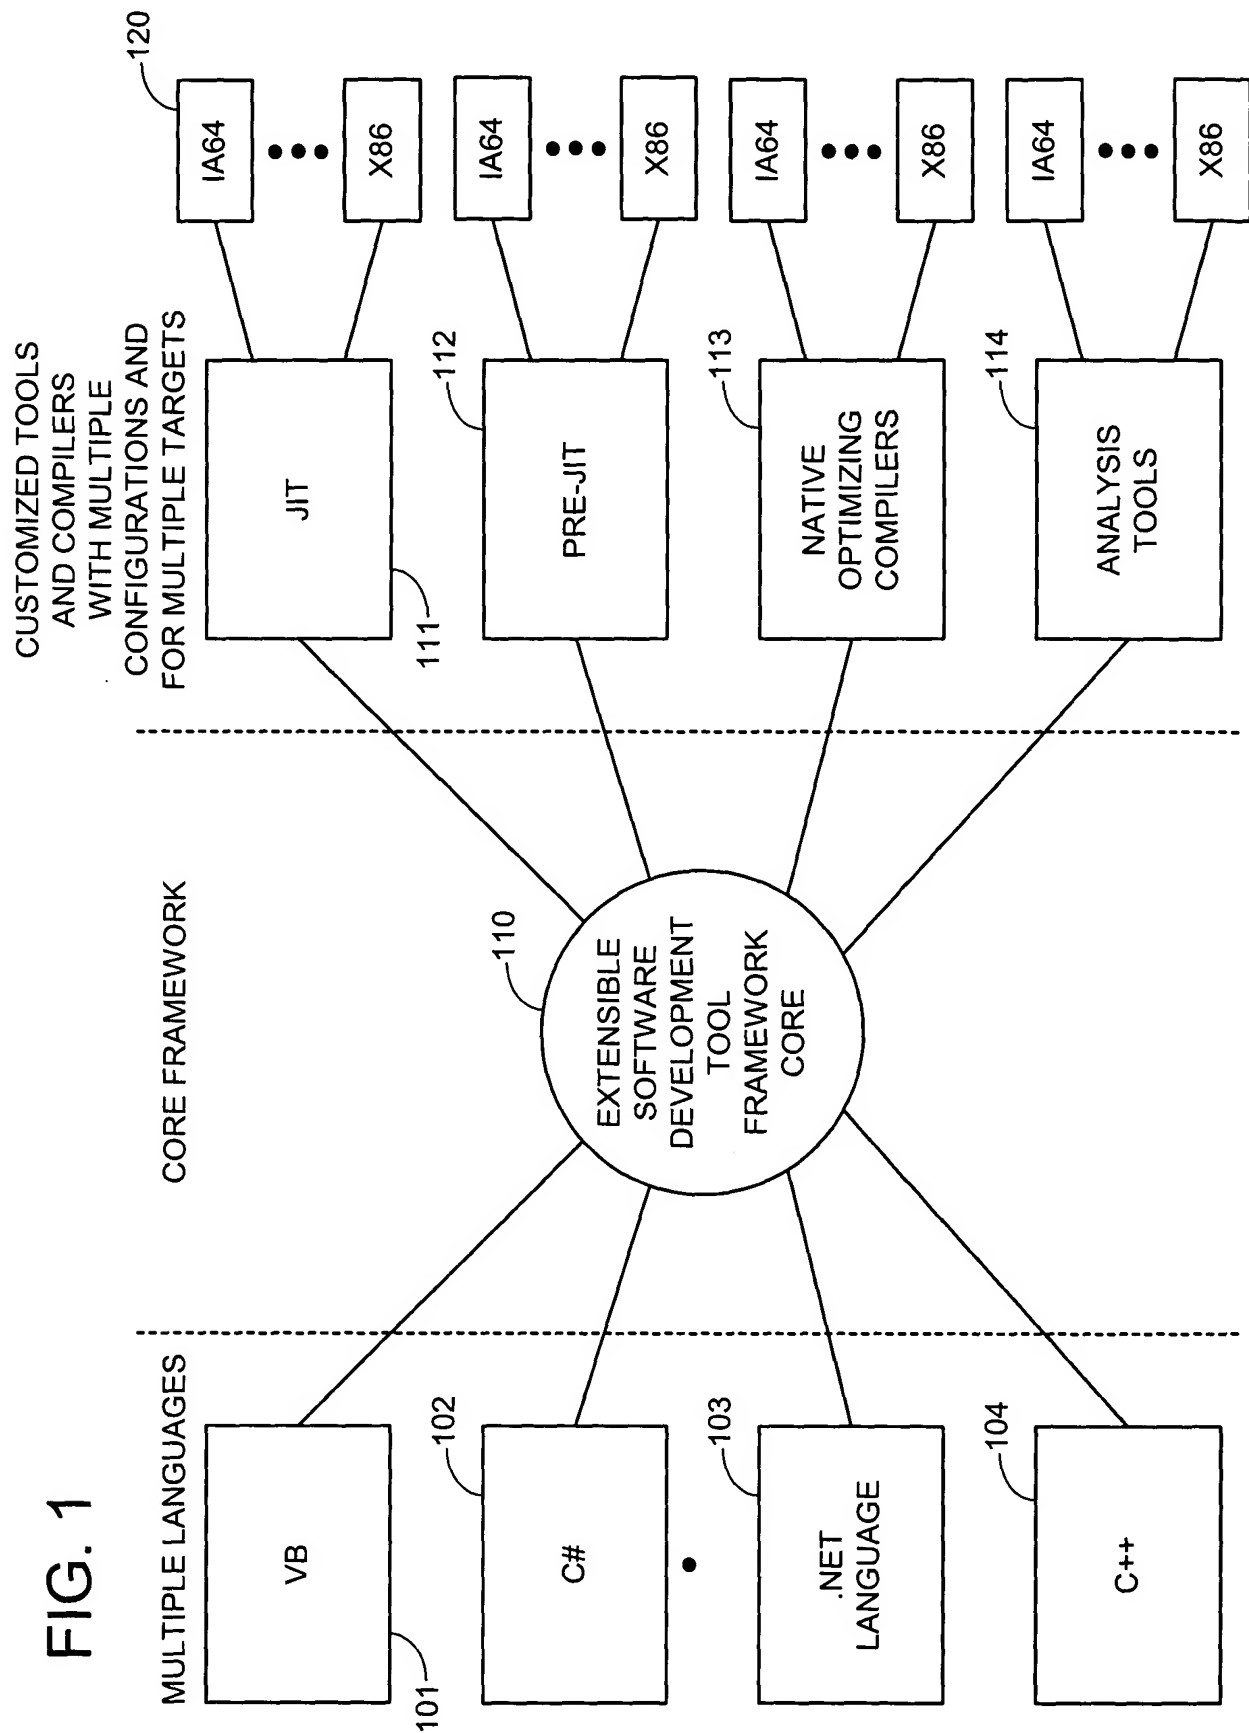 FIG. 1
MULTIPLE LANGUAGES
VB
101
C#
102
.NET
LANGUAGE
103
C++
104
CORE FRAMEWORK
EXTENSIBLE
SOFTWARE
DEVELOPMENT
TOOL
FRAMEWORK
CORE
110
CUSTOMIZED TOOLS
AND COMPILERS
WITH MULTIPLE
CONFIGURATIONS AND
FOR MULTIPLE TARGETS
JIT
111
PRE-JIT
112
NATIVE
OPTIMIZING
COMPILERS
113
ANALYSIS
TOOLS
114
120
IA64
X86
IA64
X86
IA64
X86
IA64
X86